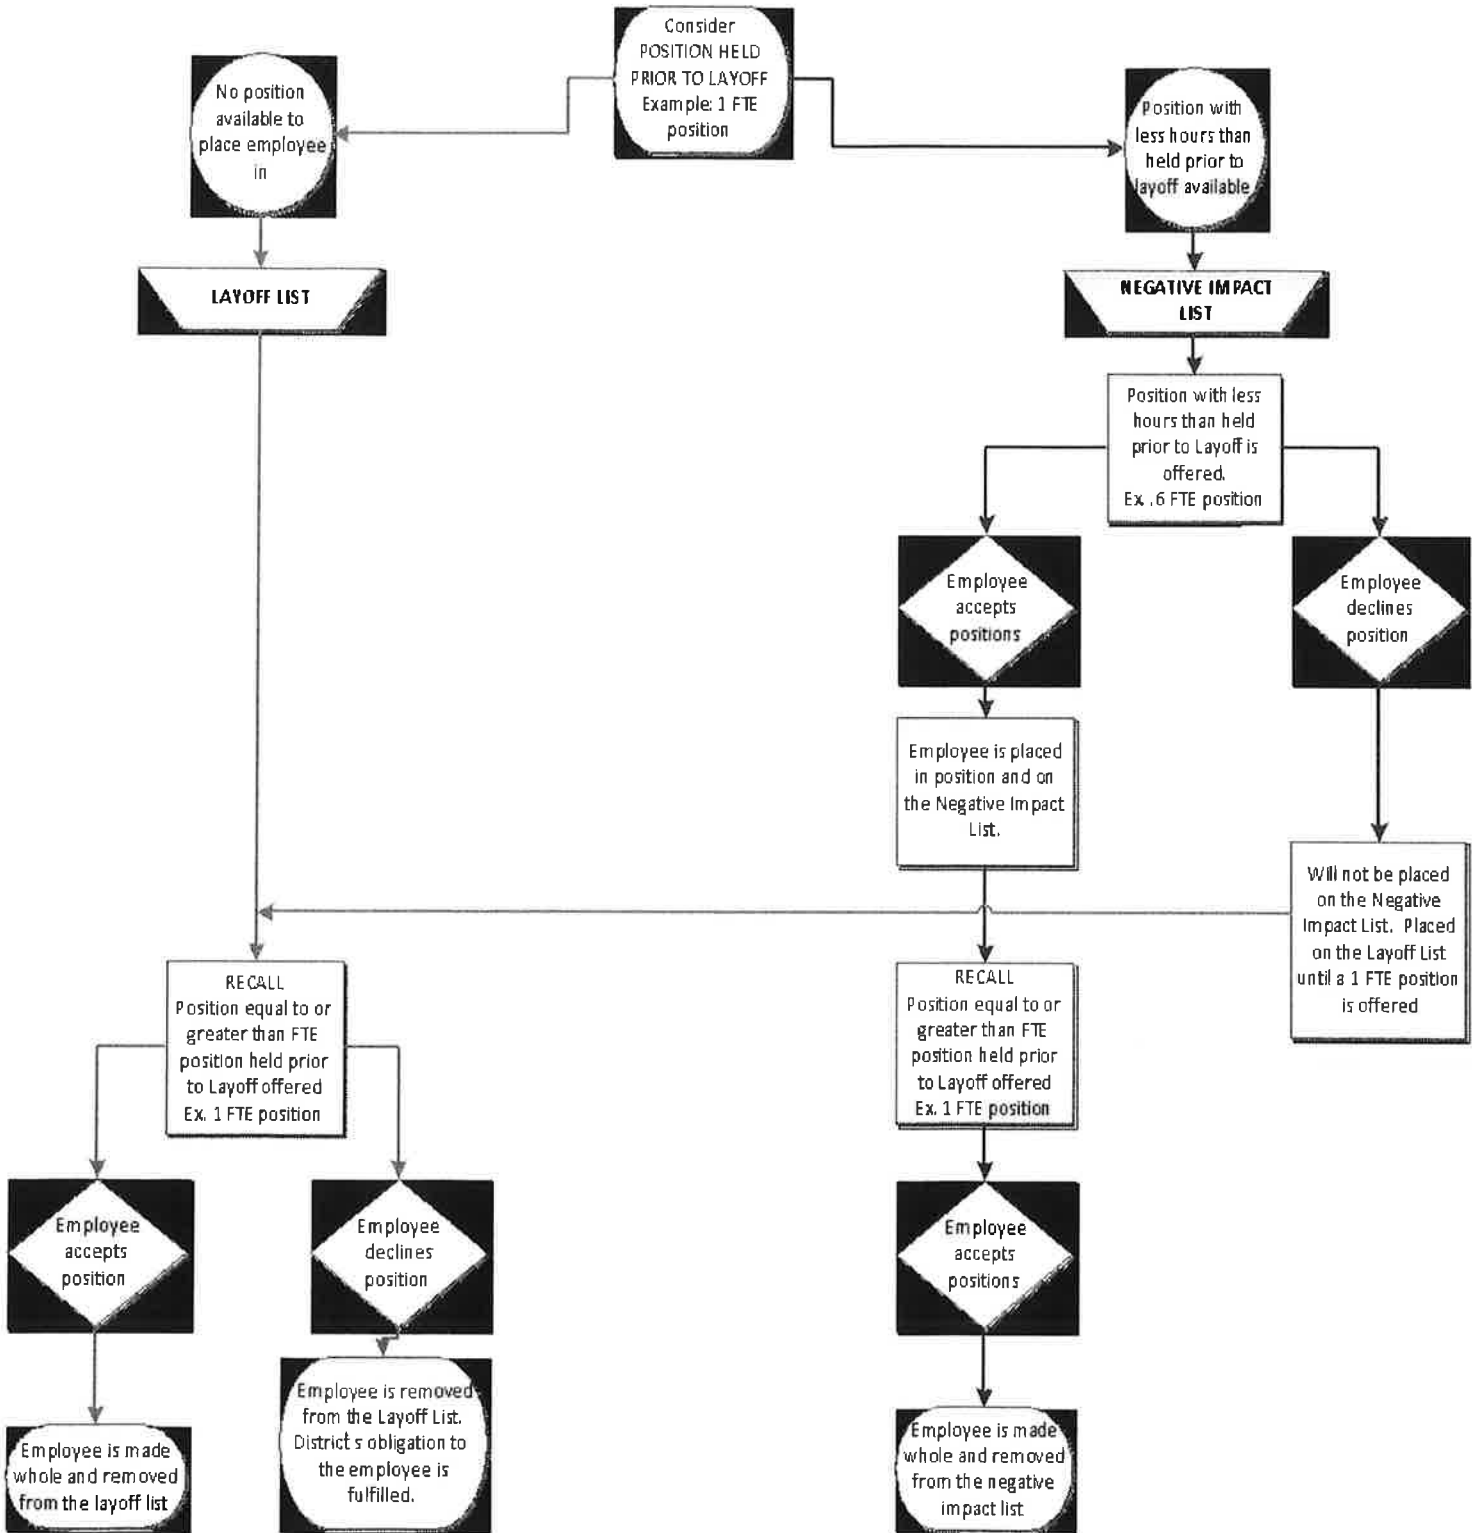 Consider
POSITION HELD
PRIOR TO LAYOFF
Example: 1 FTE
position
No position
available to
place employee
in
Position with
less hours than
held prior to
layoff available
LAYOFF LIST
NEGATIVE IMPACT
LIST
Position with less
hours than held
prior to Layoff is
offered.
Ex. .6 FTE position
Employee
accepts
positions
Employee
declines
position
Employee is placed
in position and on
the Negative Impact
List.
Will not be placed
on the Negative
Impact List. Placed
on the Layoff List
until a 1 FTE position
is offered
RECALL
Position equal to or
greater than FTE
position held prior
to Layoff offered
Ex. 1 FTE position
RECALL
Position equal to or
greater than FTE
position held prior
to Layoff offered
Ex. 1 FTE position
Employee
accepts
position
Employee
declines
position
Employee
accepts
positions
Employee is made
whole and removed
from the layoff list
Employee is removed
from the Layoff List.
District's obligation to
the employee is
fulfilled.
Employee is made
whole and removed
from the negative
impact list